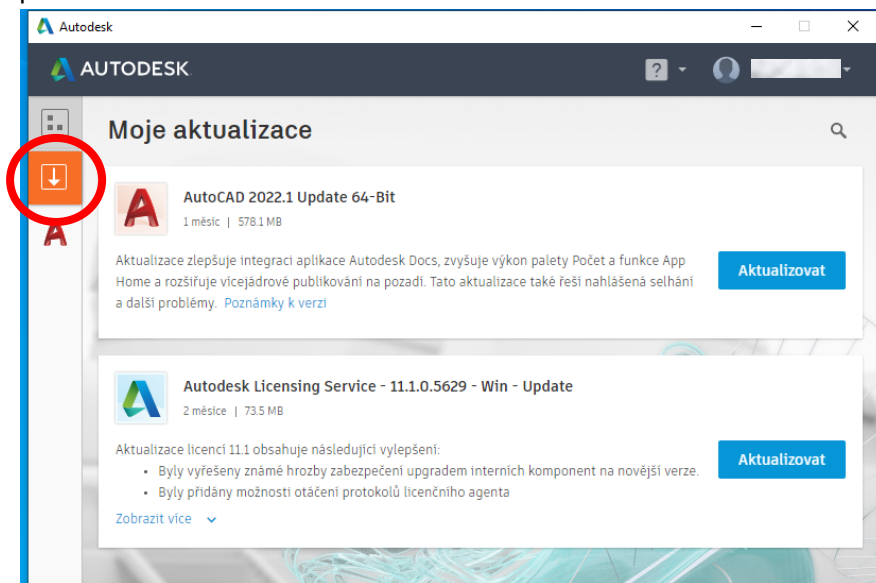 Autodesk
AUTODESK
?
Moje aktualizace
AutoCAD 2022.1 Update 64-Bit
1 měsíc | 578.1 MB
Aktualizace zlepšuje integraci aplikace Autodesk Docs, zvyšuje výkon palety Počet a funkce App
Home a rozšiřuje vícejádrové publikování na pozadí. Tato aktualizace také řeší nahlášená selhání
a další problémy. Poznámky k verzi
Aktualizovat
Autodesk Licensing Service - 11.1.0.5629 - Win - Update
2 měsíce | 73.5 MB
Aktualizace licencí 11.1 obsahuje následující vylepšení:
• Byly vyřešeny známé hrozby zabezpečení upgradem interních komponent na novější verze.
• Byly přidány možnosti otáčení protokolů licenčního agenta
Aktualizovat
Zobrazit více